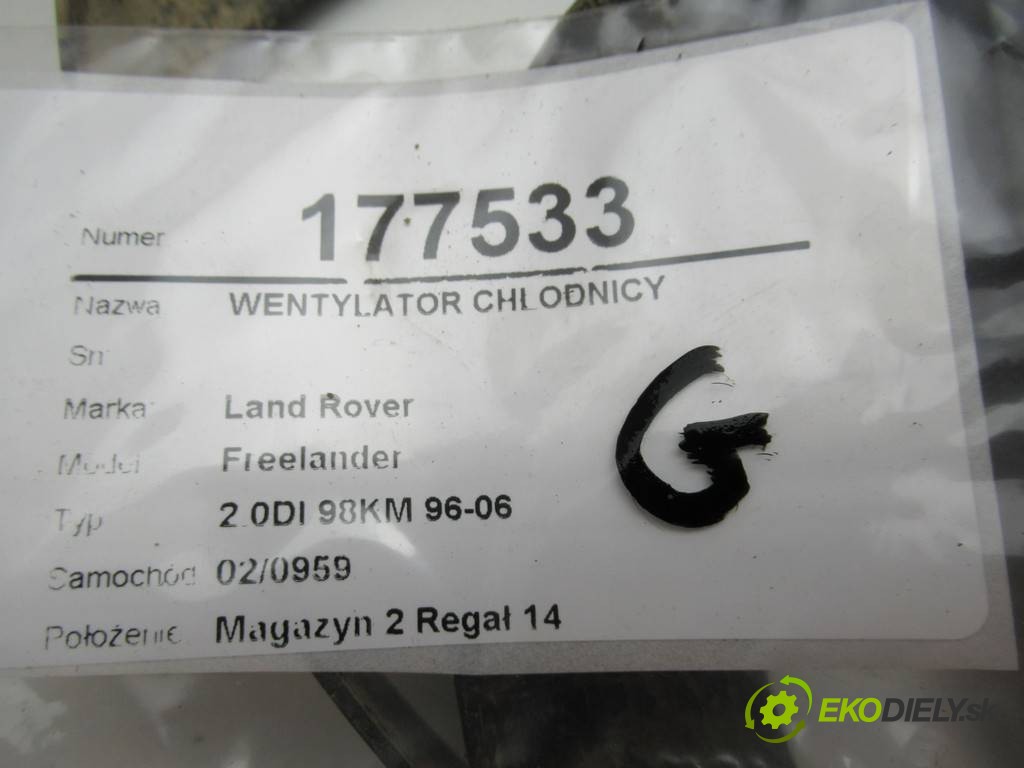 Numer 177533
Nazwa WENTYLATOR CHLODNICY
Sn
Marka Land Rover
Model Freelander
Typ 2.0DI 98KM 96-06
Samochód 02/0959
Położenie Magazyn 2 Regał 14
G
EKODIELY.sk